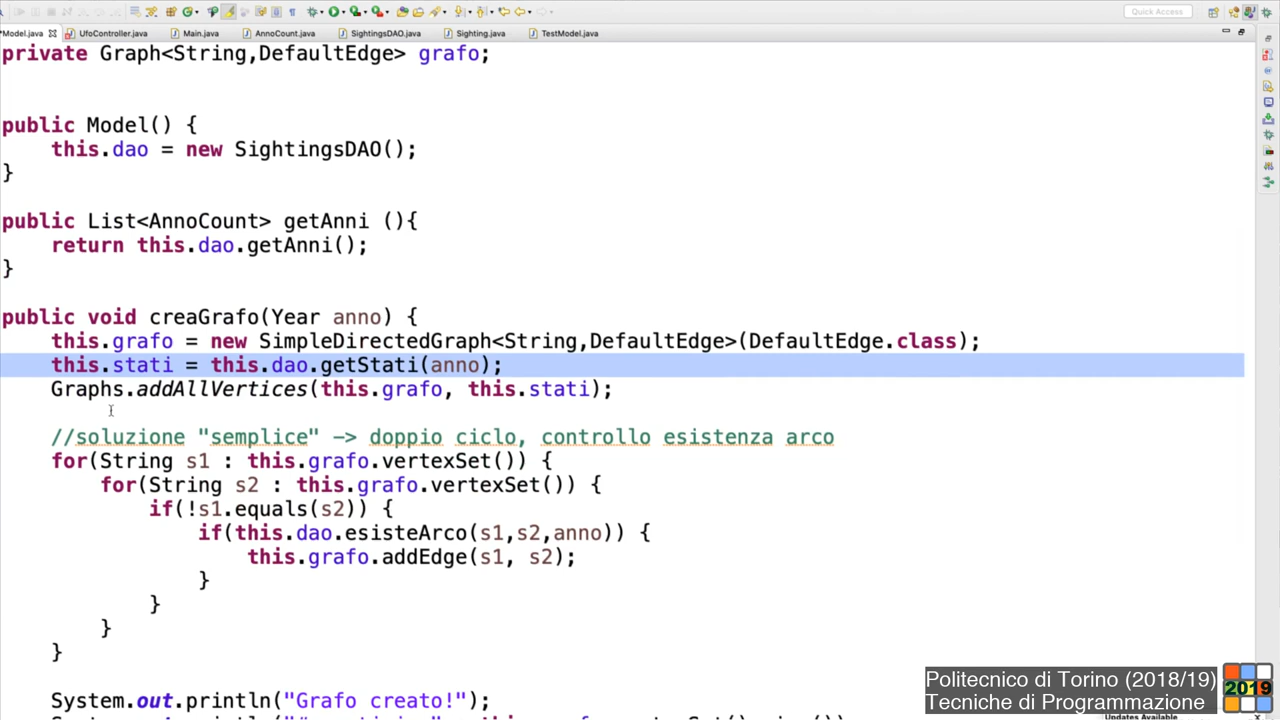 Quick Access
*Model.java
UfoController.java
Main.java
AnnoCount.java
SightingsDAO.java
Sighting.java
TestModel.java
private Graph<String,DefaultEdge> grafo;
public Model() {
this.dao = new SightingsDAO();
}
public List<AnnoCount> getAnni (){
return this.dao.getAnni();
}
public void creaGrafo(Year anno) {
this.grafo = new SimpleDirectedGraph<String,DefaultEdge>(DefaultEdge.class);
this.stati = this.dao.getStati(anno);
Graphs.addAllVertices(this.grafo, this.stati);
//soluzione "semplice" -> doppio ciclo, controllo esistenza arco
for(String s1 : this.grafo.vertexSet()) {
for(String s2 : this.grafo.vertexSet()) {
if(!s1.equals(s2)) {
if(this.dao.esisteArco(s1,s2,anno)) {
this.grafo.addEdge(s1, s2);
}
}
}
}
System.out.println("Grafo creato!");
Politecnico di Torino (2018/19)
Tecniche di Programmazione
2019
Updates Available